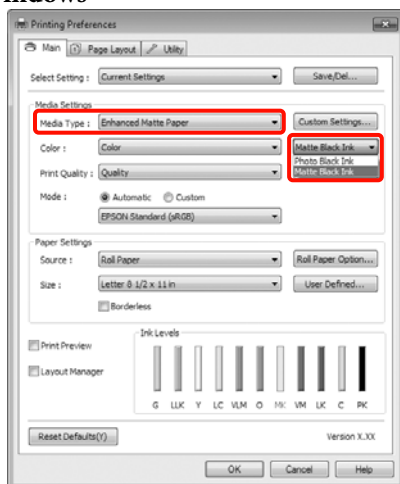 ndows
Printing Preferences
Main Page Layout Utility
Select Setting : Current Settings Save/Del...
Media Settings
Media Type : Enhanced Matte Paper Custom Settings...
Color : Color Matte Black Ink
Photo Black Ink
Matte Black Ink
Print Quality : Quality
Mode : Automatic Custom
EPSON Standard (sRGB)
Paper Settings
Source : Roll Paper Roll Paper Option...
Size : Letter 8 1/2 x 11 in User Defined...
Borderless
Ink Levels
Print Preview
Layout Manager
G LLK Y LC VLM O MK VM LK C PK
Reset Defaults(Y) Version X.XX
OK Cancel Help